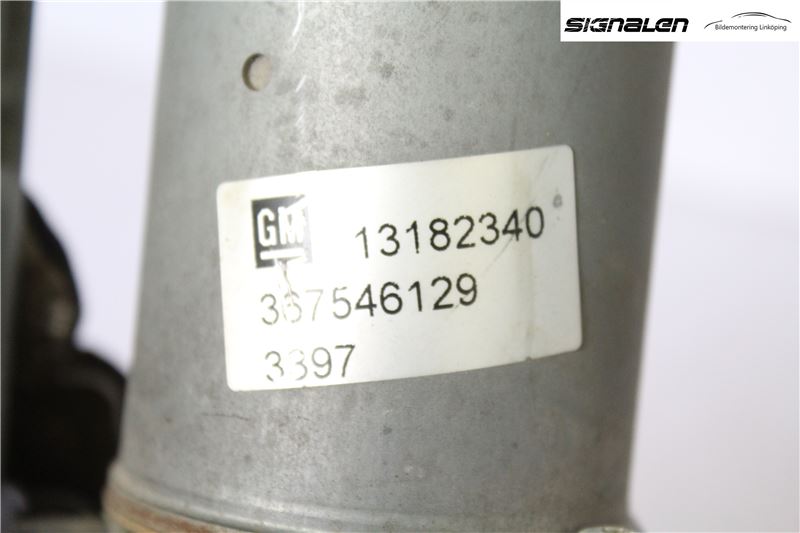 SIGNALEN
Bildemontering Linköping
GM
13182340
367546129
3397